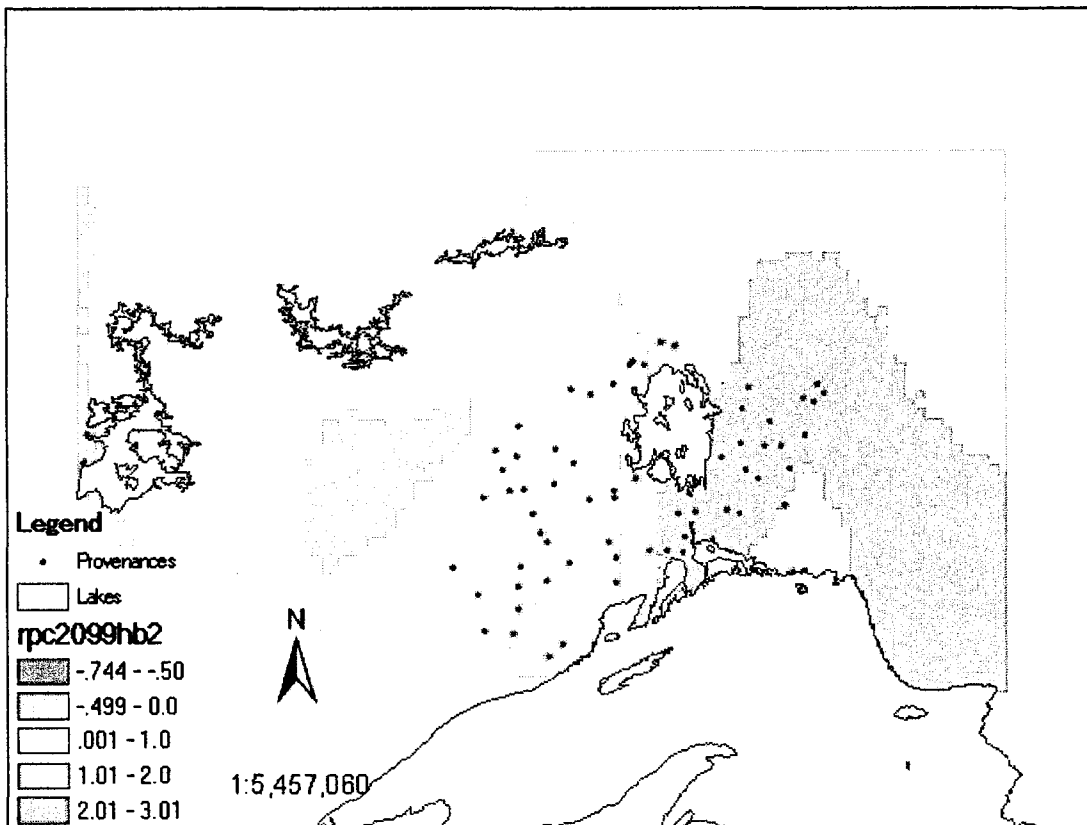 Legend
Provenances
Lakes
rpc2099hb2
-.744 - -.50
-.499 - 0.0
.001 - 1.0
1.01 - 2.0
2.01 - 3.01
N
1:5,457,060